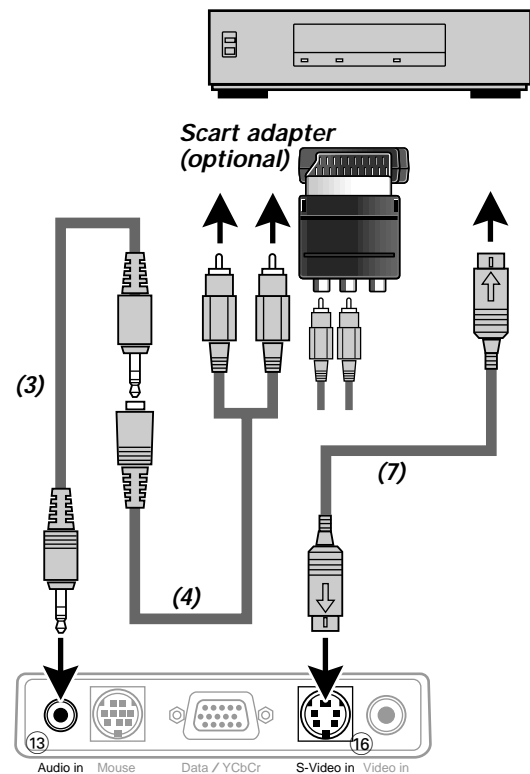 Scart adapter
(optional)
(3)
(7)
(4)
13
16
Audio in
Mouse
Data / YCbCr
S-Video in
Video in